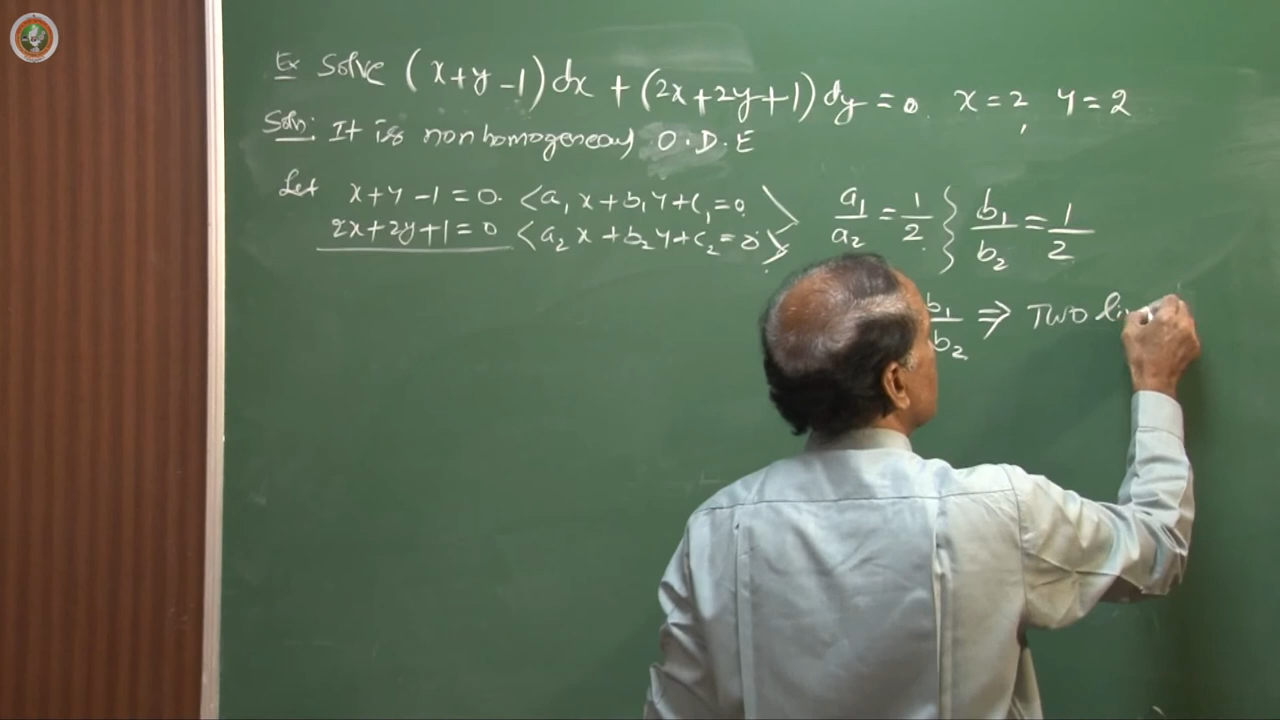 Ex Solve (x+y-1)dx + (2x+2y+1)dy = 0. x=2, y=2
Soln: It is nonhomogeneous O.D.E
Let x+y-1=0. <a₁x+b₁y+c₁=0 > a₁/a₂ = 1/2 } b₁/b₂ = 1/2
2x+2y+1=0 <a₂x+b₂y+c₂=0 >
b₁/b₂ ⇒ Two